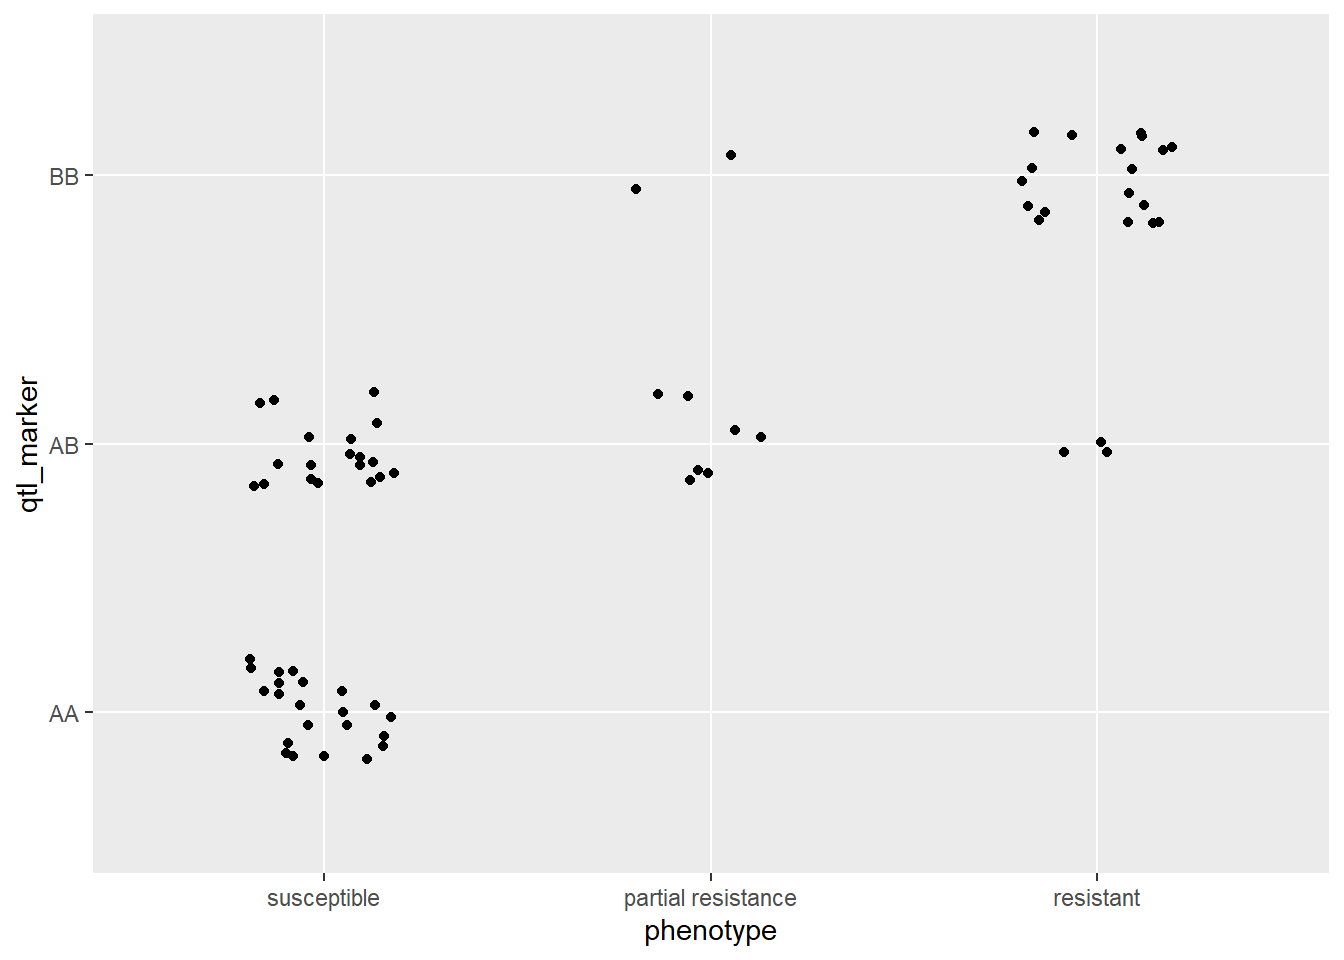 qtl_marker
BB
AB
AA
susceptible
partial resistance
resistant
phenotype